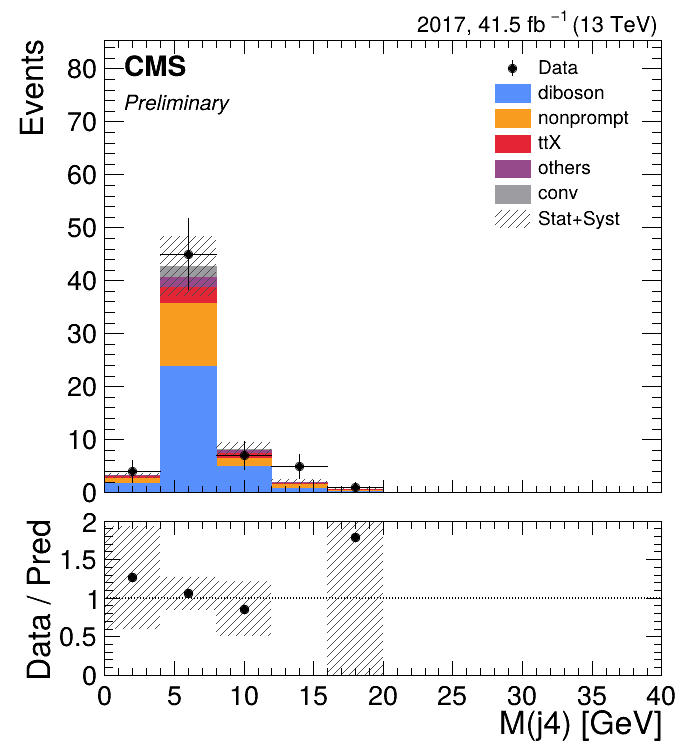 2017, 41.5 fb⁻¹ (13 TeV)
Events
80
70
60
50
40
30
20
10
0
CMS
Preliminary
Data
diboson
nonprompt
ttX
others
conv
Stat+Syst
Data / Pred
2
1.5
1
0.5
0
0 5 10 15 20 25 30 35 40
M(j4) [GeV]